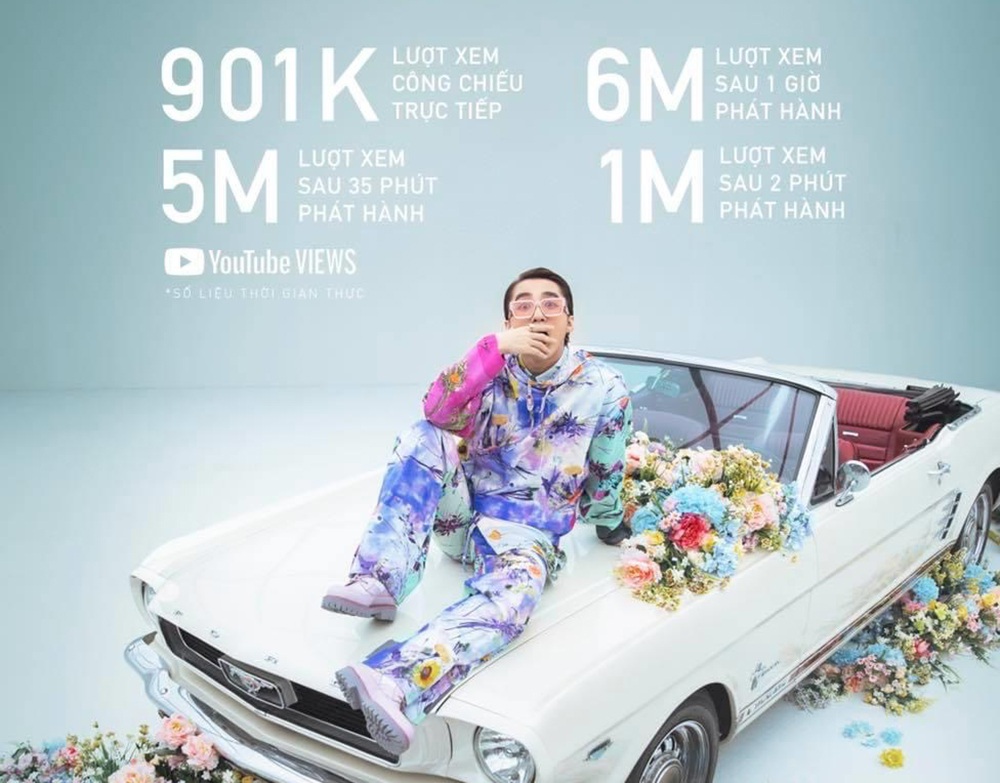 901K
LƯỢT XEM
CÔNG CHIẾU
TRỰC TIẾP
6M
LƯỢT XEM
SAU 1 GIỜ
PHÁT HÀNH
5M
LƯỢT XEM
SAU 35 PHÚT
PHÁT HÀNH
1M
LƯỢT XEM
SAU 2 PHÚT
PHÁT HÀNH
YouTube VIEWS
*SỐ LIỆU THỜI GIAN THỰC